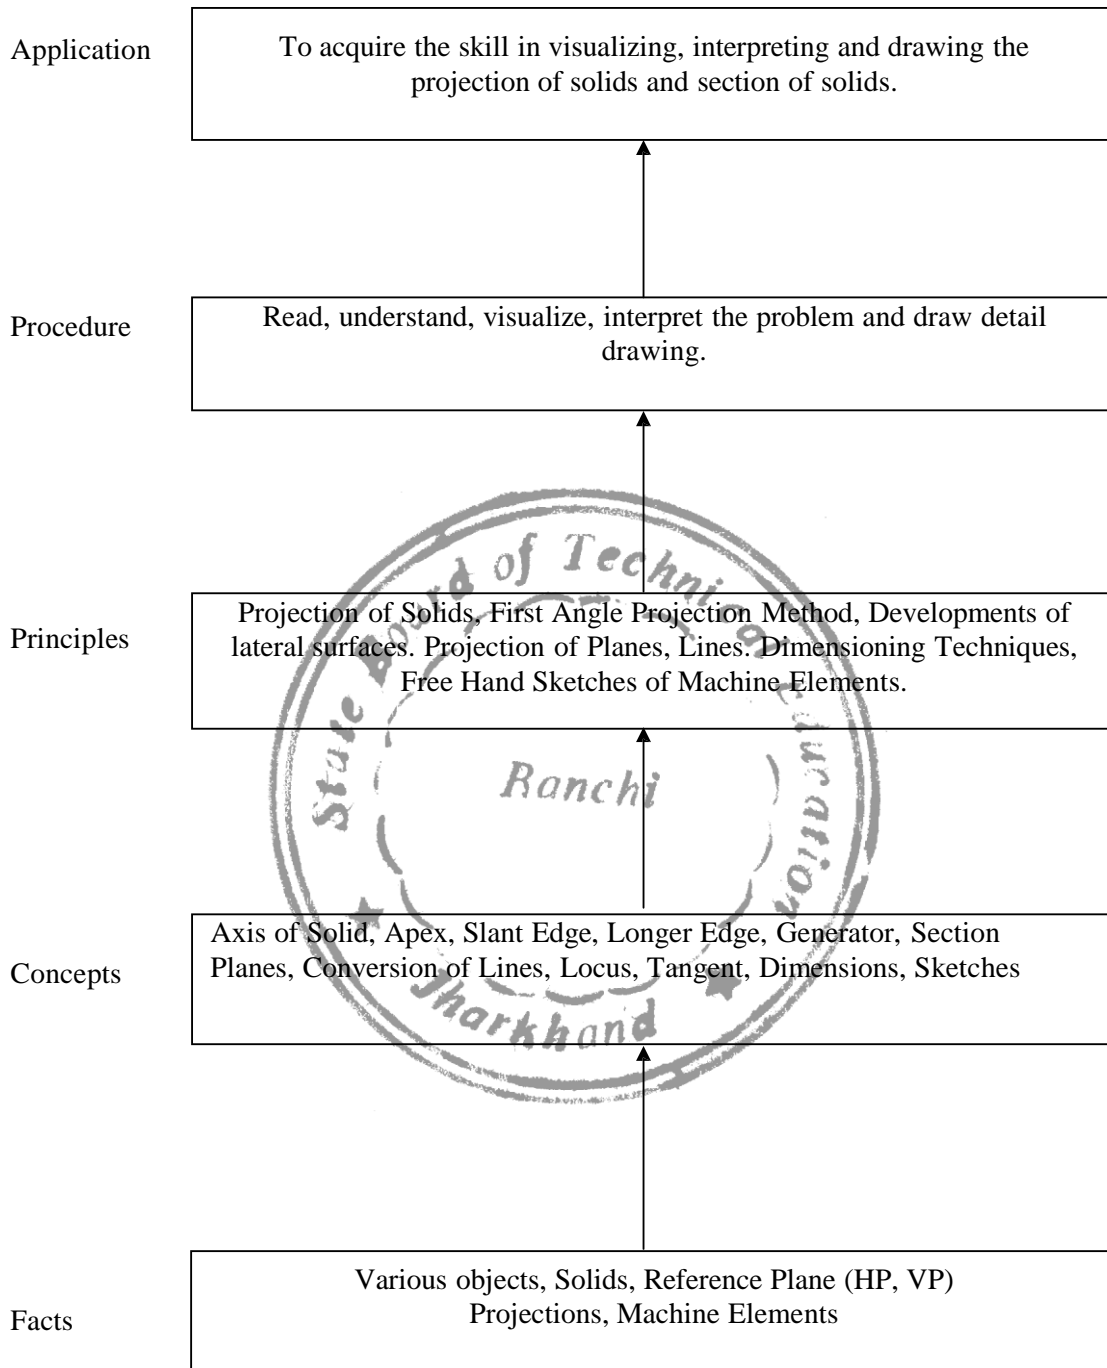 Application
To acquire the skill in visualizing, interpreting and drawing the
projection of solids and section of solids.
Procedure
Read, understand, visualize, interpret the problem and draw detail
drawing.
Principles
Projection of Solids, First Angle Projection Method, Developments of
lateral surfaces. Projection of Planes, Lines. Dimensioning Techniques,
Free Hand Sketches of Machine Elements.
State Board of Technical Education
Ranchi
Jharkhand
Concepts
Axis of Solid, Apex, Slant Edge, Longer Edge, Generator, Section
Planes, Conversion of Lines, Locus, Tangent, Dimensions, Sketches
Facts
Various objects, Solids, Reference Plane (HP, VP)
Projections, Machine Elements